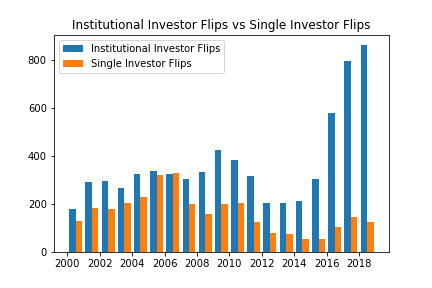 Institutional Investor Flips vs Single Investor Flips
Institutional Investor Flips
Single Investor Flips
800
600
400
200
0
2000 2002 2004 2006 2008 2010 2012 2014 2016 2018